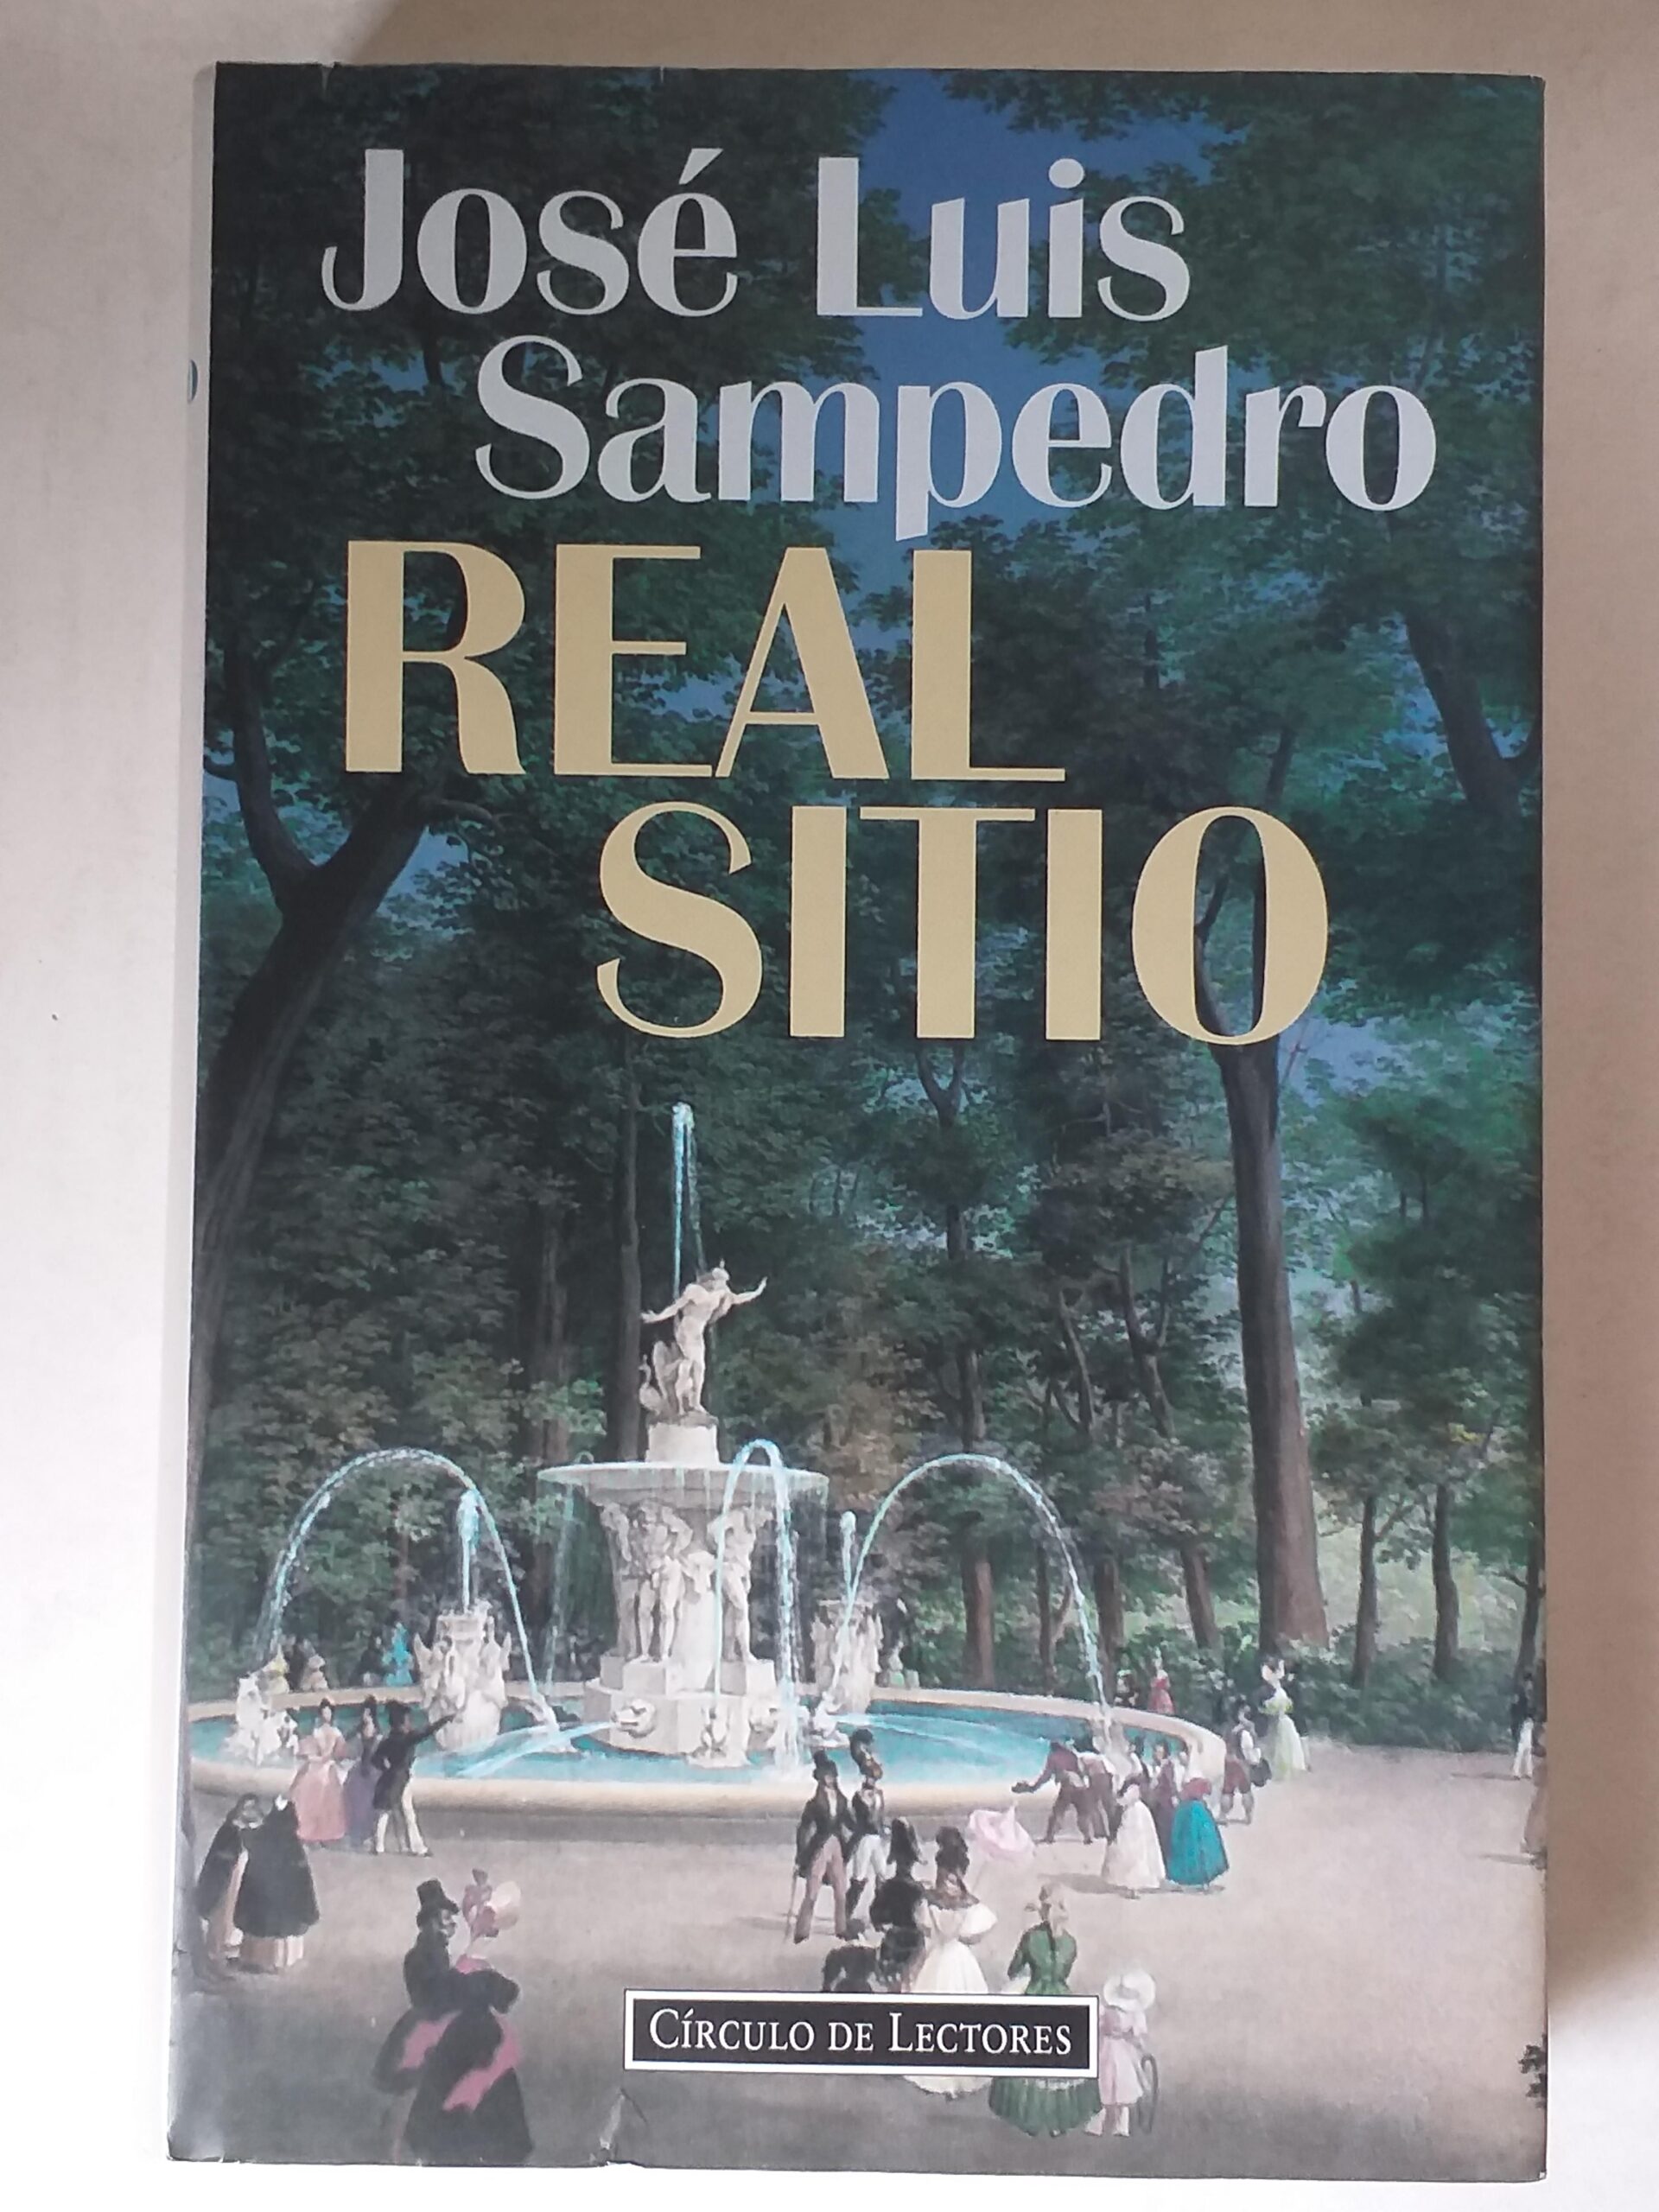 José Luis
Sampedro
REAL
SITIO
CÍRCULO DE LECTORES